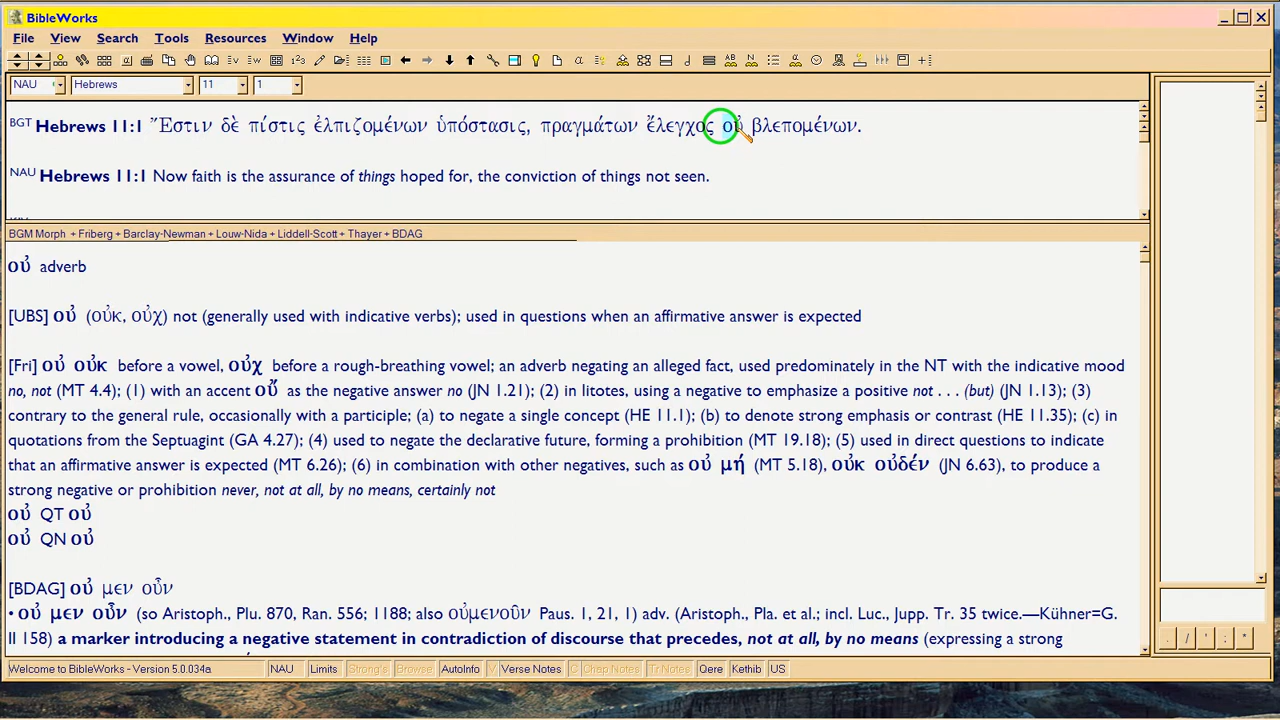 BibleWorks
File View Search Tools Resources Window Help
NAU Hebrews 11 1
BGT Hebrews 11:1 Ἔστιν δὲ πίστις ἐλπιζομένων ὑπόστασις, πραγμάτων ἔλεγχος οὐ βλεπομένων.
NAU Hebrews 11:1 Now faith is the assurance of things hoped for, the conviction of things not seen.
BGM Morph + Friberg + Barclay-Newman + Louw-Nida + Liddell-Scott + Thayer + BDAG
οὐ adverb
[UBS] οὐ (οὐκ, οὐχ) not (generally used with indicative verbs); used in questions when an affirmative answer is expected
[Fri] οὐ οὐκ before a vowel, οὐχ before a rough-breathing vowel; an adverb negating an alleged fact, used predominately in the NT with the indicative mood
no, not (MT 4.4); (1) with an accent οὔ as the negative answer no (JN 1.21); (2) in litotes, using a negative to emphasize a positive not . . . (but) (JN 1.13); (3)
contrary to the general rule, occasionally with a participle; (a) to negate a single concept (HE 11.1); (b) to denote strong emphasis or contrast (HE 11.35); (c) in
quotations from the Septuagint (GA 4.27); (4) used to negate the declarative future, forming a prohibition (MT 19.18); (5) used in direct questions to indicate
that an affirmative answer is expected (MT 6.26); (6) in combination with other negatives, such as οὐ μή (MT 5.18), οὐκ οὐδέν (JN 6.63), to produce a
strong negative or prohibition never, not at all, by no means, certainly not
οὐ QT οὐ
οὐ QN οὐ
[BDAG] οὐ μεν οὖν
• οὐ μεν οὖν (so Aristoph., Plu. 870, Ran. 556; 1188; also οὐμενοῦν Paus. 1, 21, 1) adv. (Aristoph., Pla. et al.; incl. Luc., Jupp. Tr. 35 twice.—Kühner=G.
II 158) a marker introducing a negative statement in contradiction of discourse that precedes, not at all, by no means (expressing a strong
Welcome to BibleWorks - Version 5.0.034a NAU Limits Strong's Browse AutoInfo V Verse Notes C Chap Notes Tr Notes Qere Kethib US